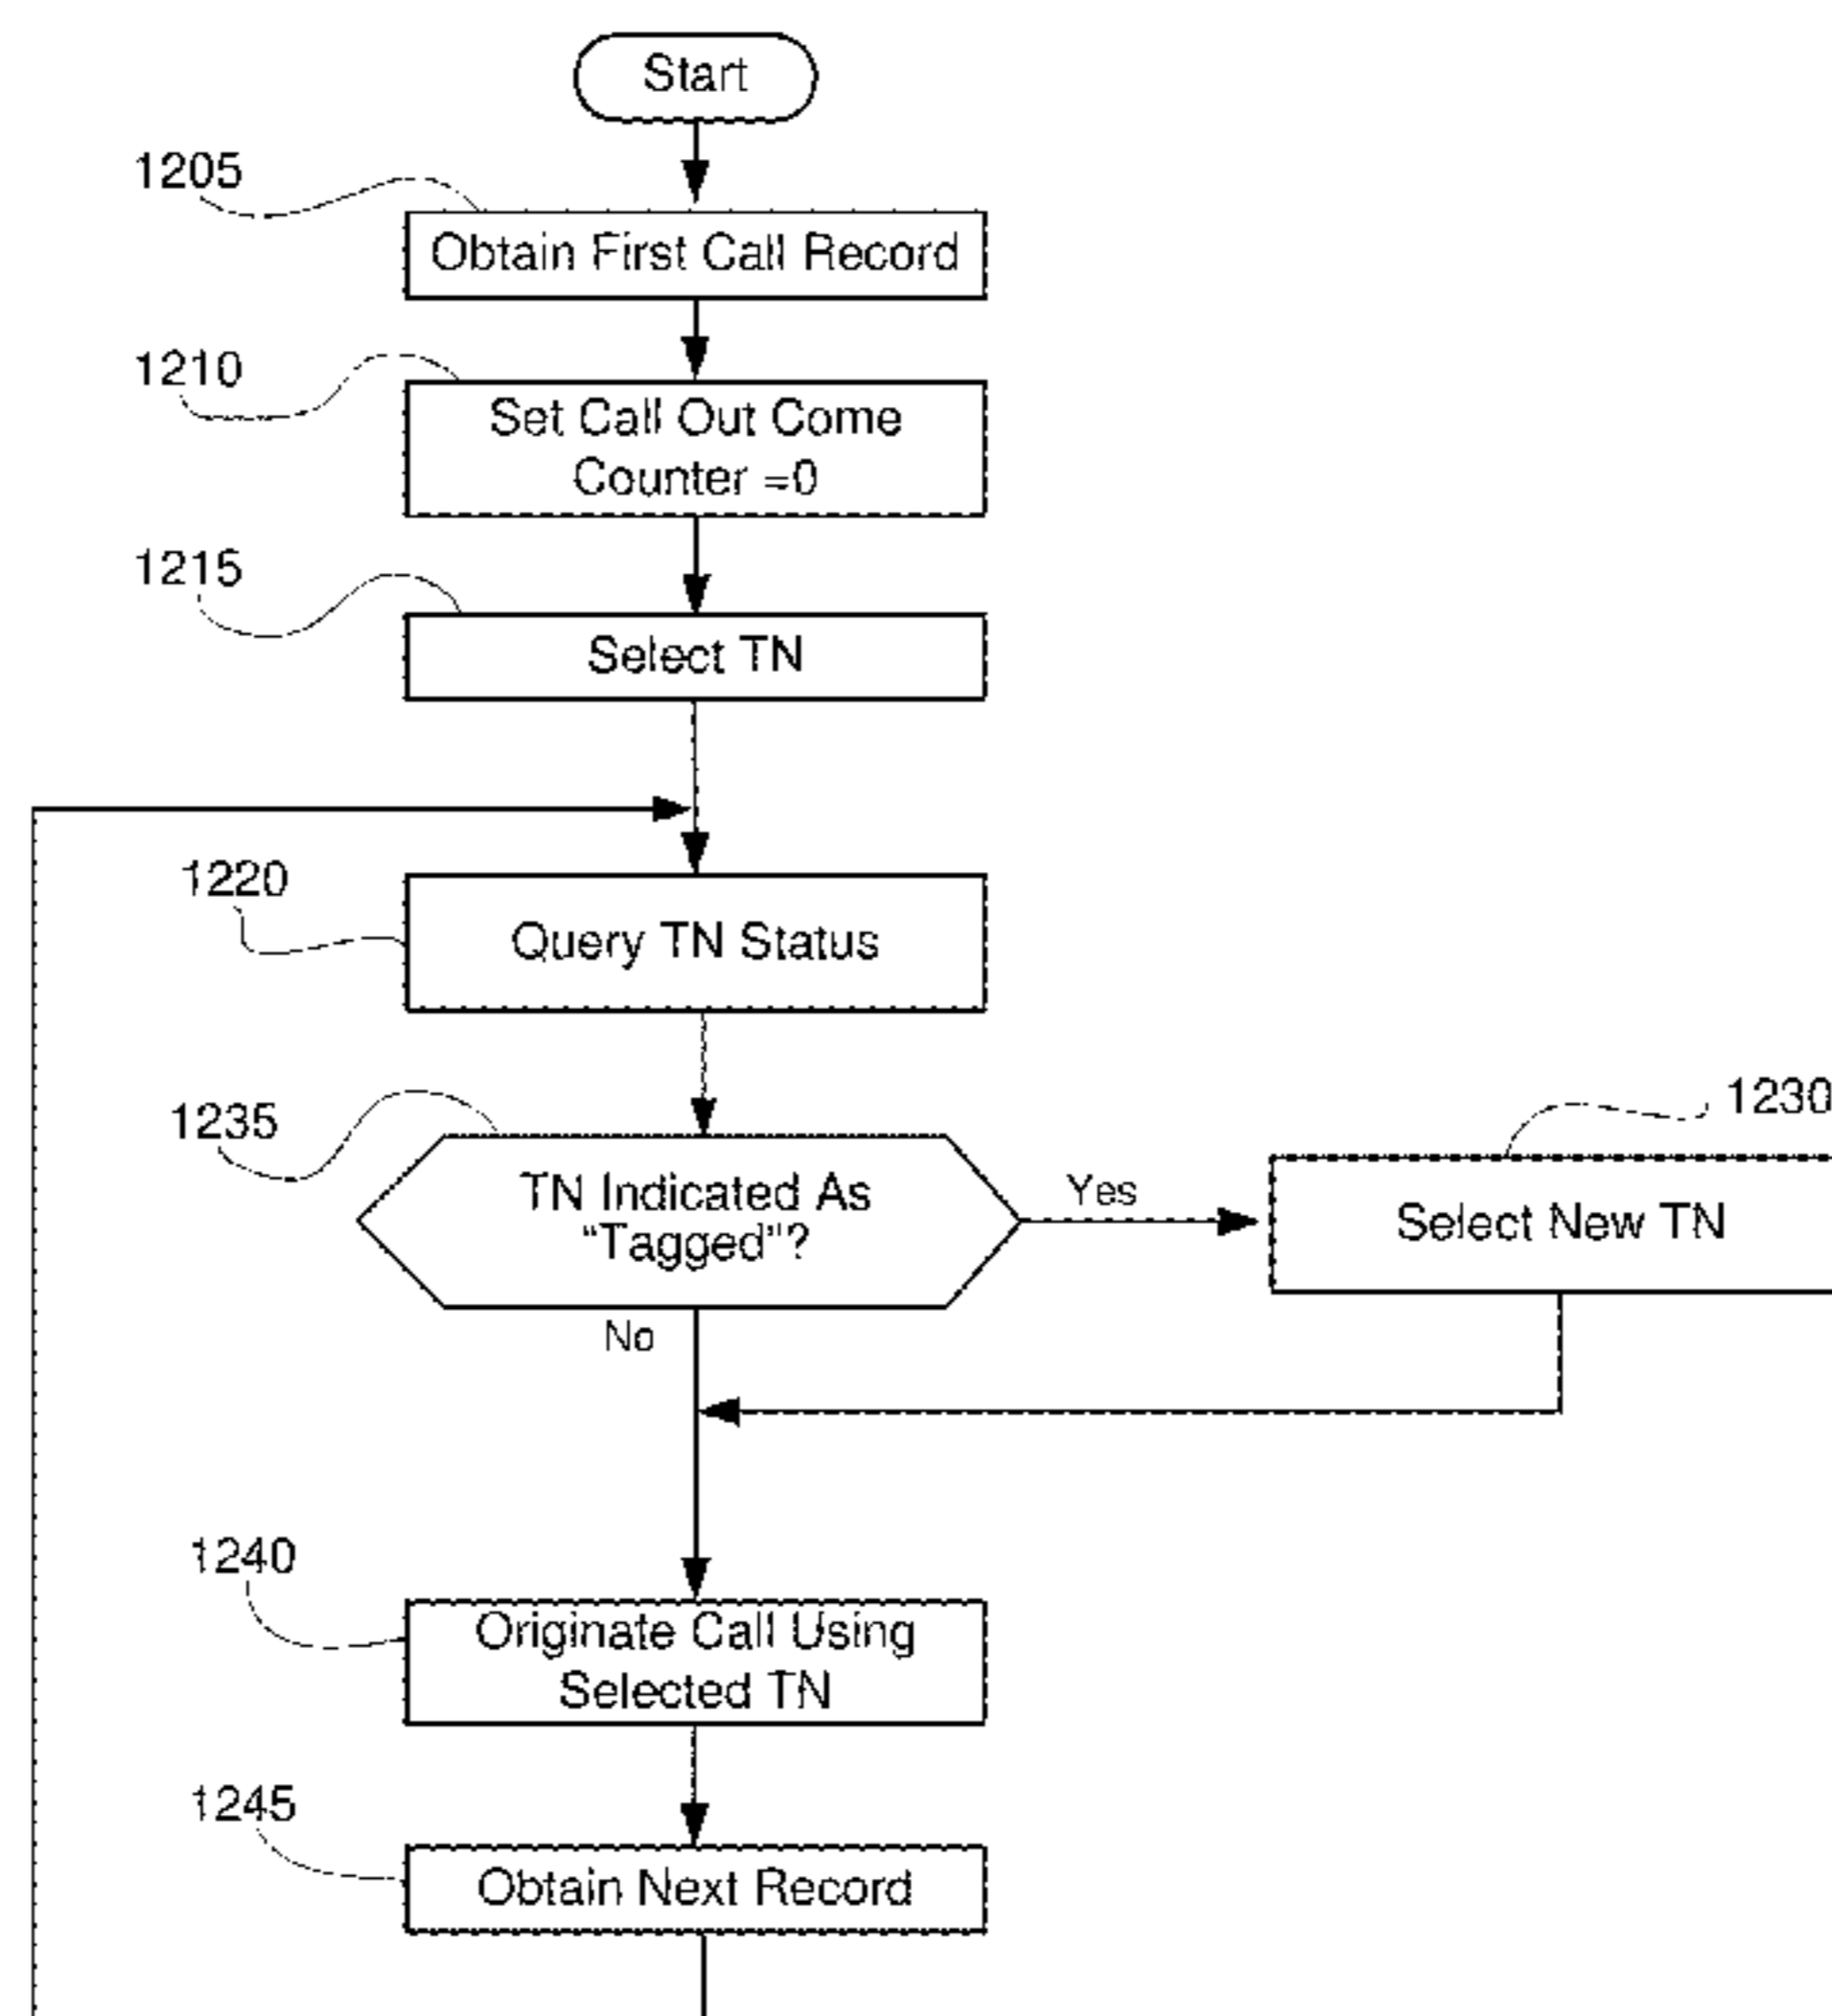 Start
1205
Obtain First Call Record
1210
Set Call Out Come
Counter =0
1215
Select TN
1220
Query TN Status
1235
TN Indicated As
“Tagged”?
Yes
1230
Select New TN
No
1240
Originate Call Using
Selected TN
1245
Obtain Next Record